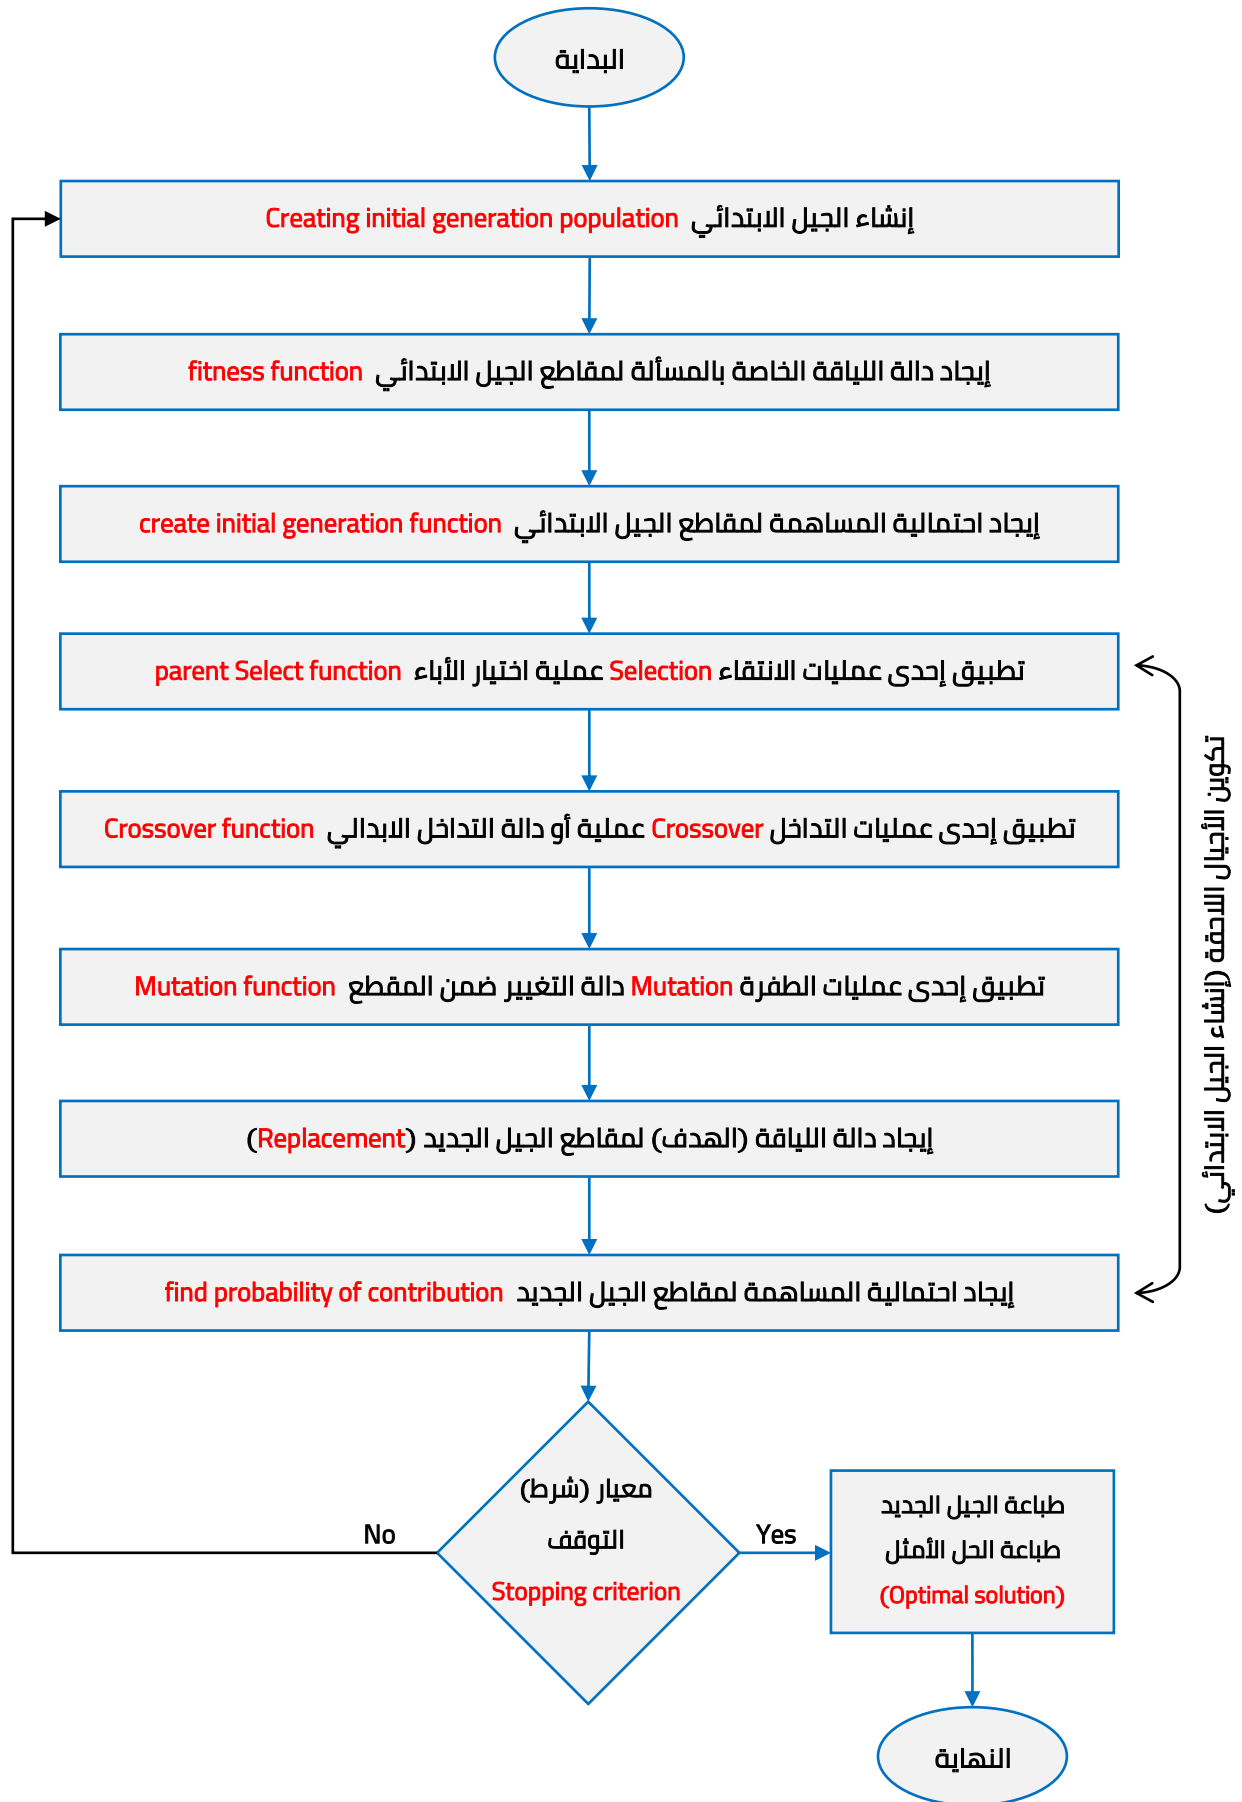 البداية
إنشاء الجيل الابتدائي Creating initial generation population
إيجاد دالة اللياقة الخاصة بالمسألة لمقاطع الجيل الابتدائي fitness function
إيجاد احتمالية المساهمة لمقاطع الجيل الابتدائي create initial generation function
تطبيق إحدى عمليات الانتقاء Selection عملية اختيار الأباء parent Select function
تطبيق إحدى عمليات التداخل Crossover عملية أو دالة التداخل الابدالي Crossover function
تطبيق إحدى عمليات الطفرة Mutation دالة التغيير ضمن المقطع Mutation function
إيجاد دالة اللياقة (الهدف) لمقاطع الجيل الجديد (Replacement)
إيجاد احتمالية المساهمة لمقاطع الجيل الجديد find probability of contribution
تكوين الأجيال اللاحقة (إنشاء الجيل الابتدائي)
معيار (شرط)
التوقف
Stopping criterion
No
Yes
طباعة الجيل الجديد
طباعة الحل الأمثل
(Optimal solution)
النهاية